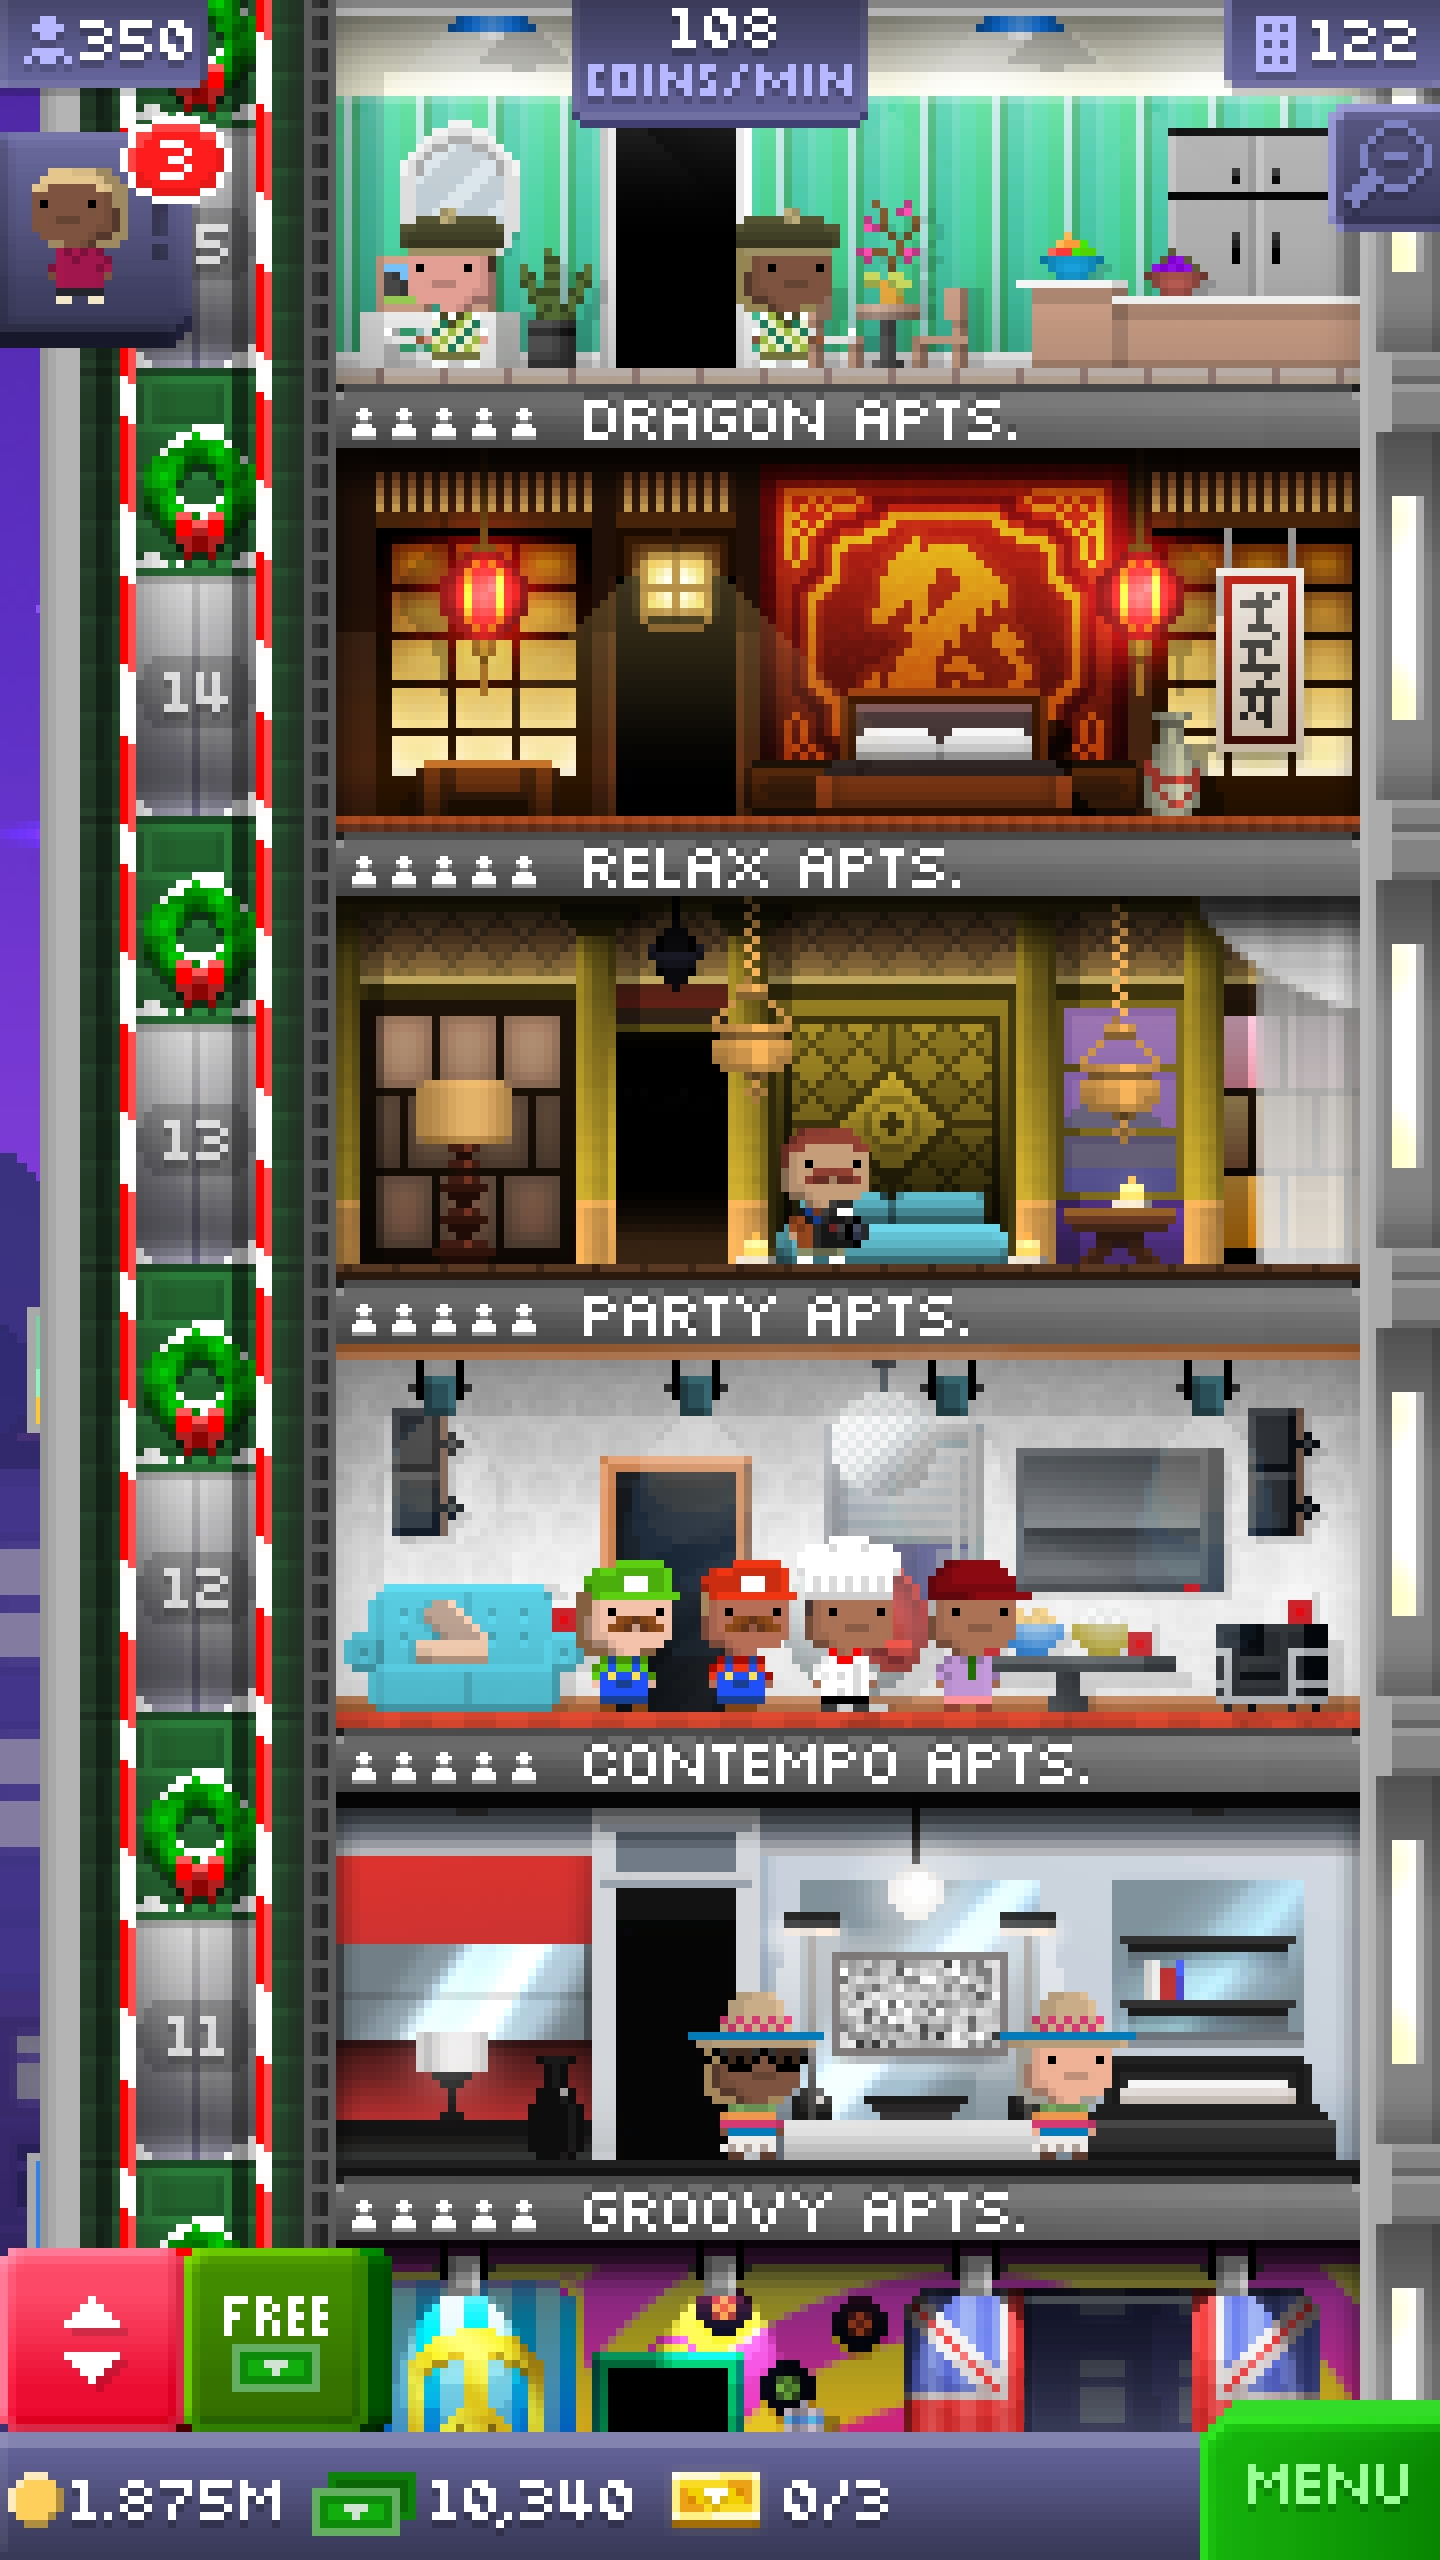 350
108
COINS/MIN
122
3
5
DRAGON APTS.
14
RELAX APTS.
13
PARTY APTS.
12
CONTEMPO APTS.
11
GROOVY APTS.
FREE
1.875M
10,340
0/3
MENU